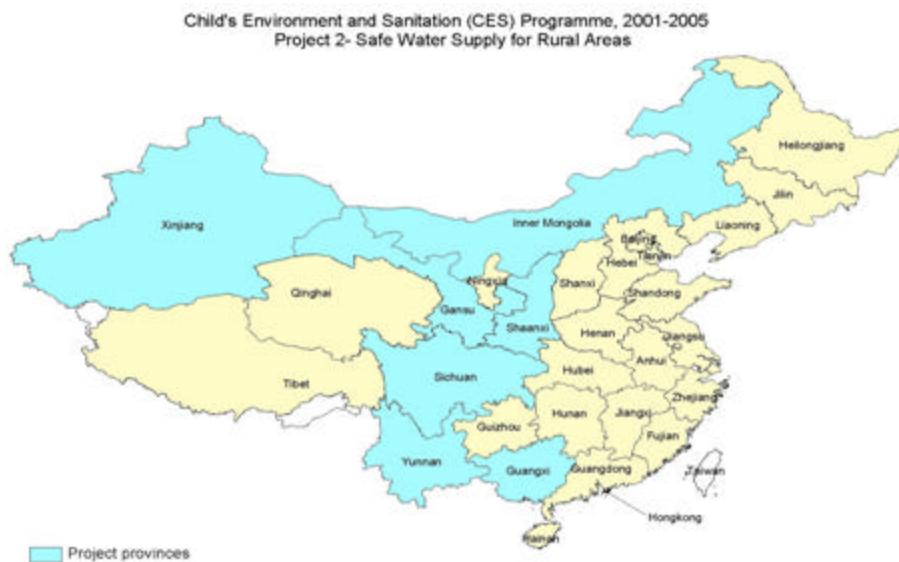 Child's Environment and Sanitation (CES) Programme, 2001-2005
Project 2- Safe Water Supply for Rural Areas
Heilongjiang
Jilin
Liaoning
Xinjiang
Inner Mongolia
Beijing
Tianjin
Hebei
Ningxia
Shanxi
Qinghai
Shandong
Gansu
Shaanxi
Henan
Jiangsu
Anhui
Hubei
Sichuan
Tibet
Zhejiang
Hunan
Jiangxi
Guizhou
Fujian
Yunnan
Guangxi
Guangdong
Taiwan
Hongkong
Hainan
Project provinces